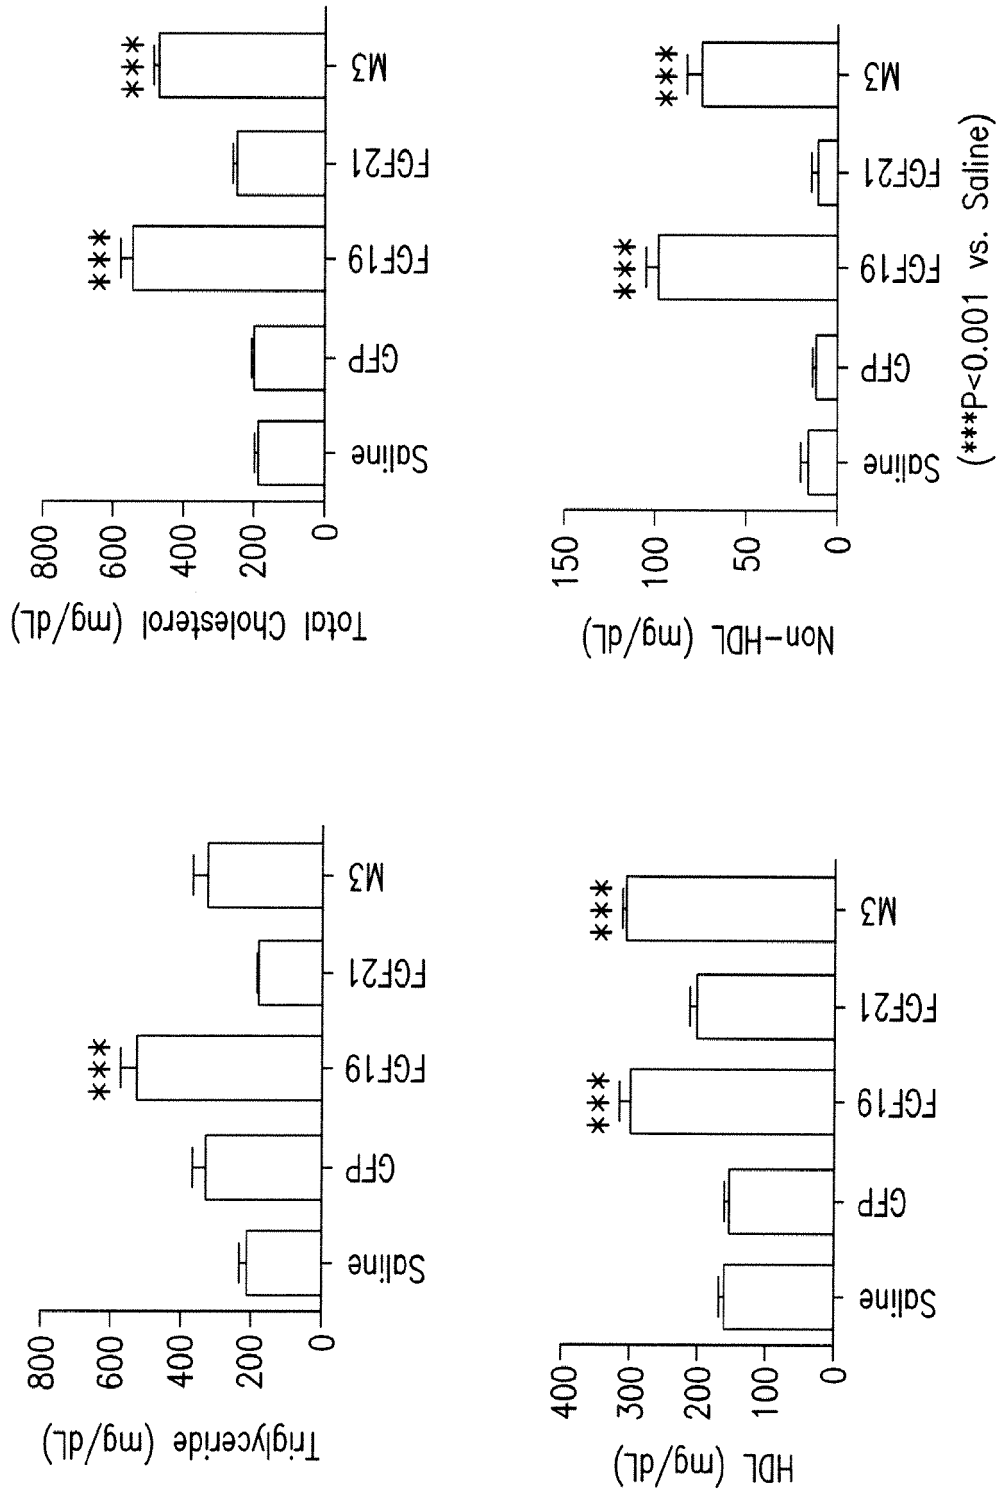 Triglyceride (mg/dL)
800
600
400
200
0
Saline
GFP
FGF19
FGF21
M3
***
Total Cholesterol (mg/dL)
800
600
400
200
0
Saline
GFP
FGF19
FGF21
M3
***
***
HDL (mg/dL)
400
300
200
100
0
Saline
GFP
FGF19
FGF21
M3
***
***
Non-HDL (mg/dL)
150
100
50
0
Saline
GFP
FGF19
FGF21
M3
***
***
(***P<0.001 vs. Saline)